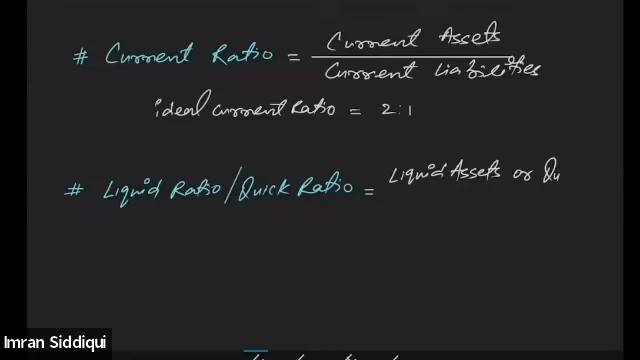 # Current Ratio = Current Assets
Current Liabilities
ideal current Ratio = 2:1
# Liquid Ratio/Quick Ratio = Liquid Assets or Qu
Imran Siddiqui